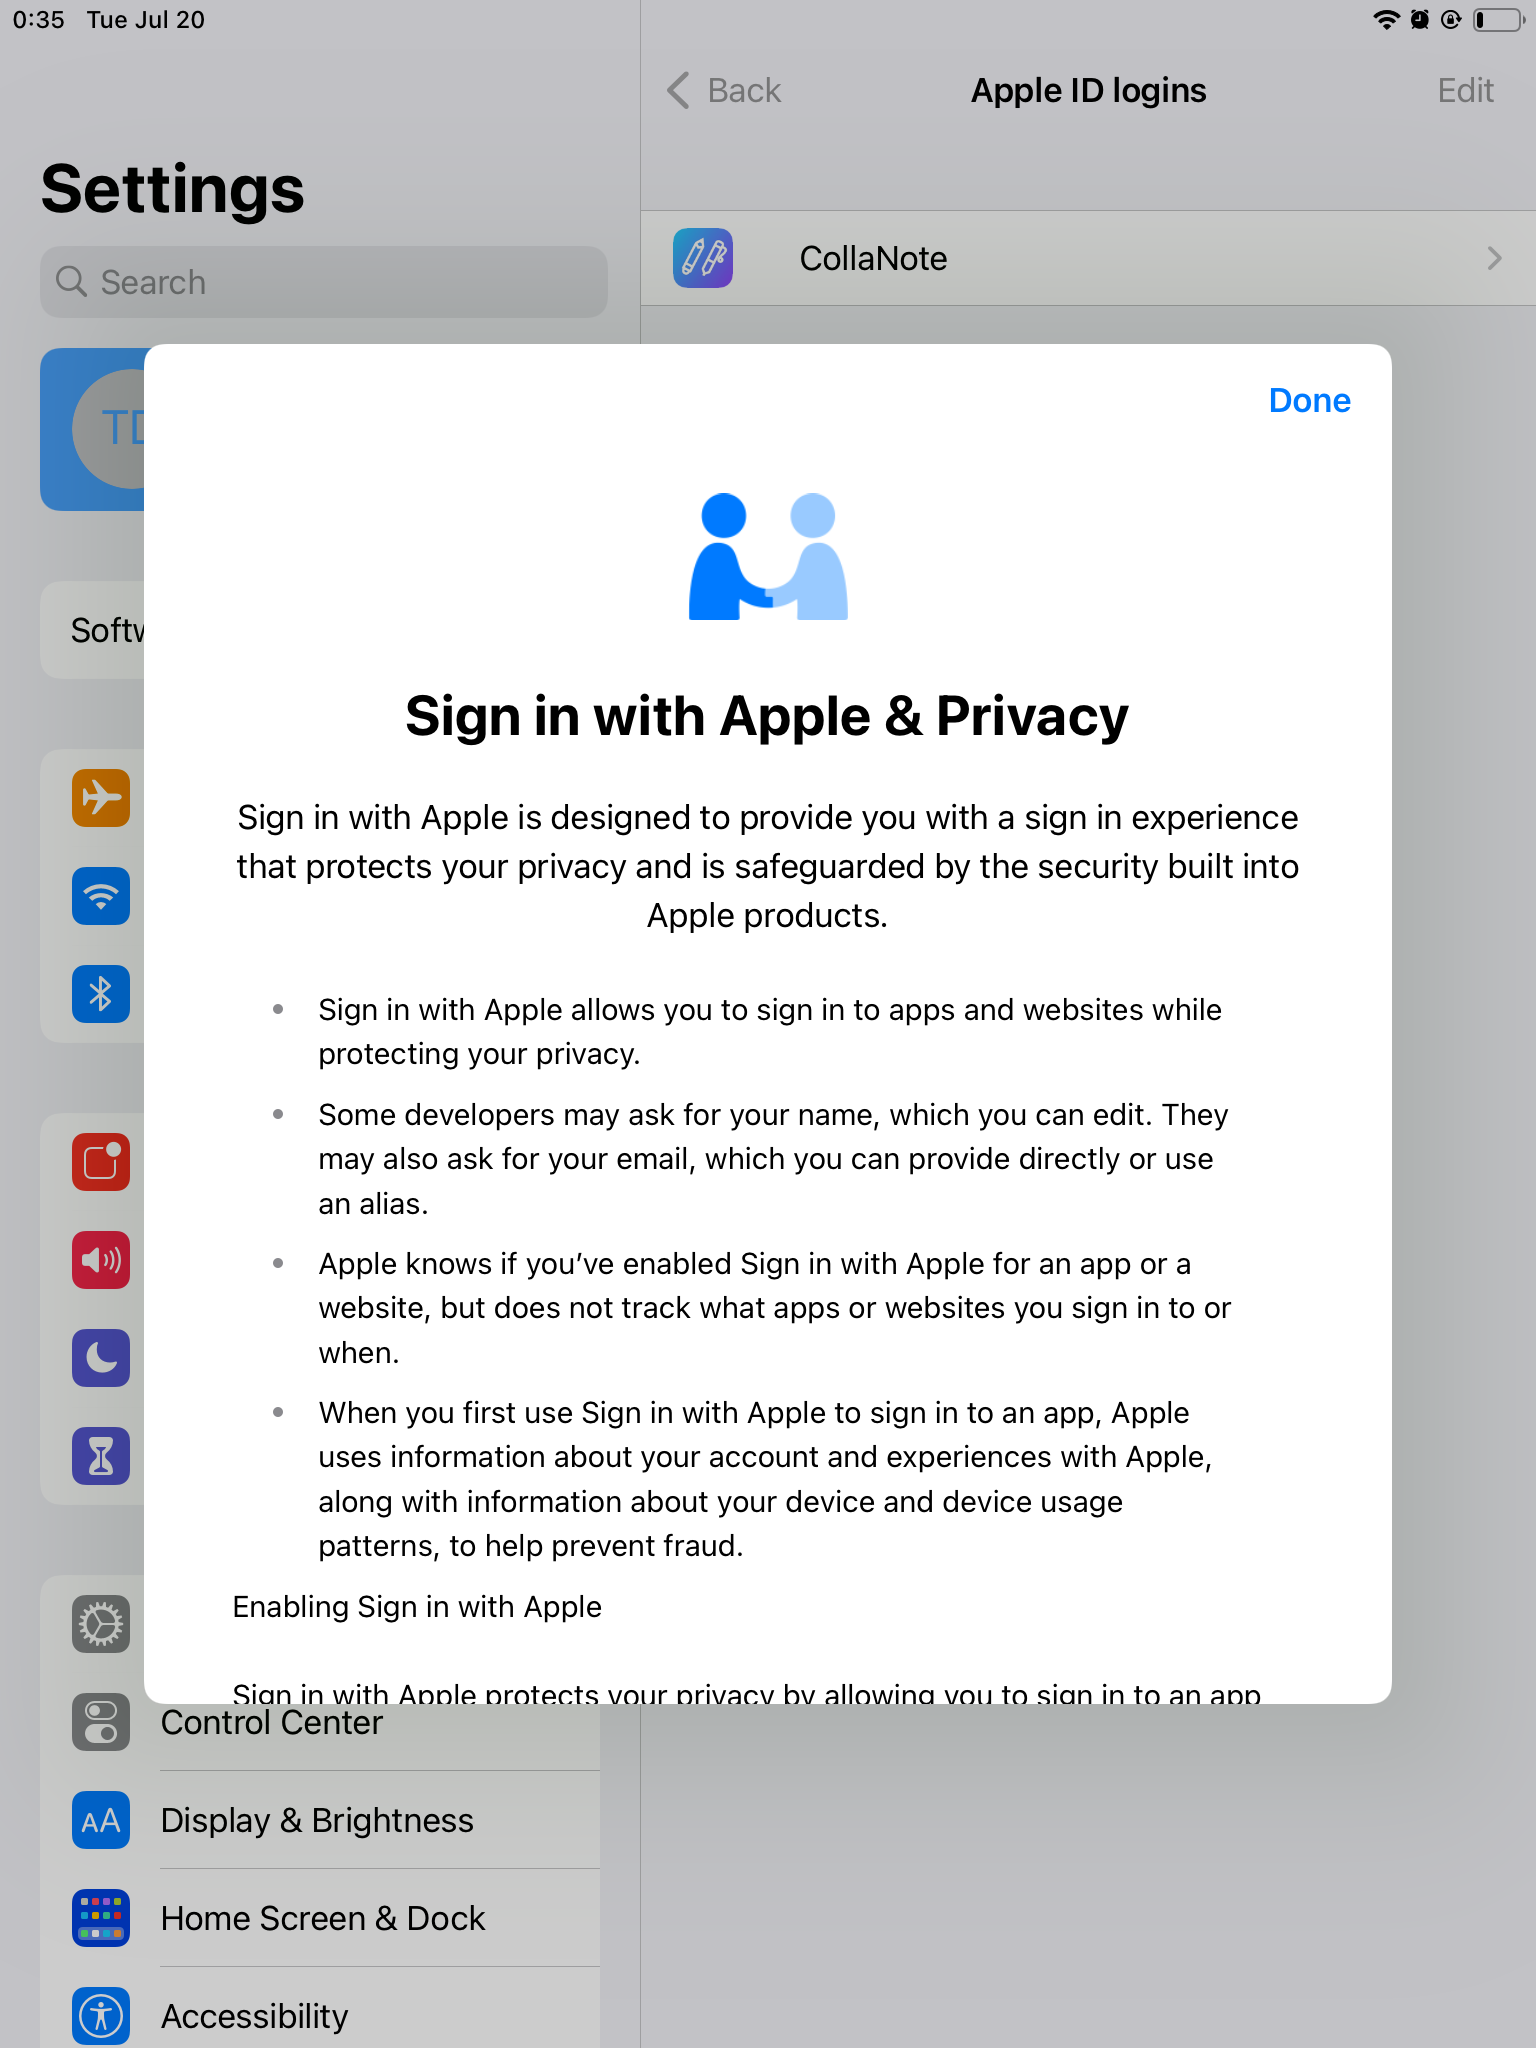 0:35 Tue Jul 20
Settings
Search
TD
Softw
Back
Apple ID logins
Edit
CollaNote
Done
Sign in with Apple & Privacy
Sign in with Apple is designed to provide you with a sign in experience
that protects your privacy and is safeguarded by the security built into
Apple products.
• Sign in with Apple allows you to sign in to apps and websites while
protecting your privacy.
• Some developers may ask for your name, which you can edit. They
may also ask for your email, which you can provide directly or use
an alias.
• Apple knows if you’ve enabled Sign in with Apple for an app or a
website, but does not track what apps or websites you sign in to or
when.
• When you first use Sign in with Apple to sign in to an app, Apple
uses information about your account and experiences with Apple,
along with information about your device and device usage
patterns, to help prevent fraud.
Enabling Sign in with Apple
Sign in with Apple protects your privacy by allowing you to sign in to an app
Control Center
AA Display & Brightness
Home Screen & Dock
Accessibility